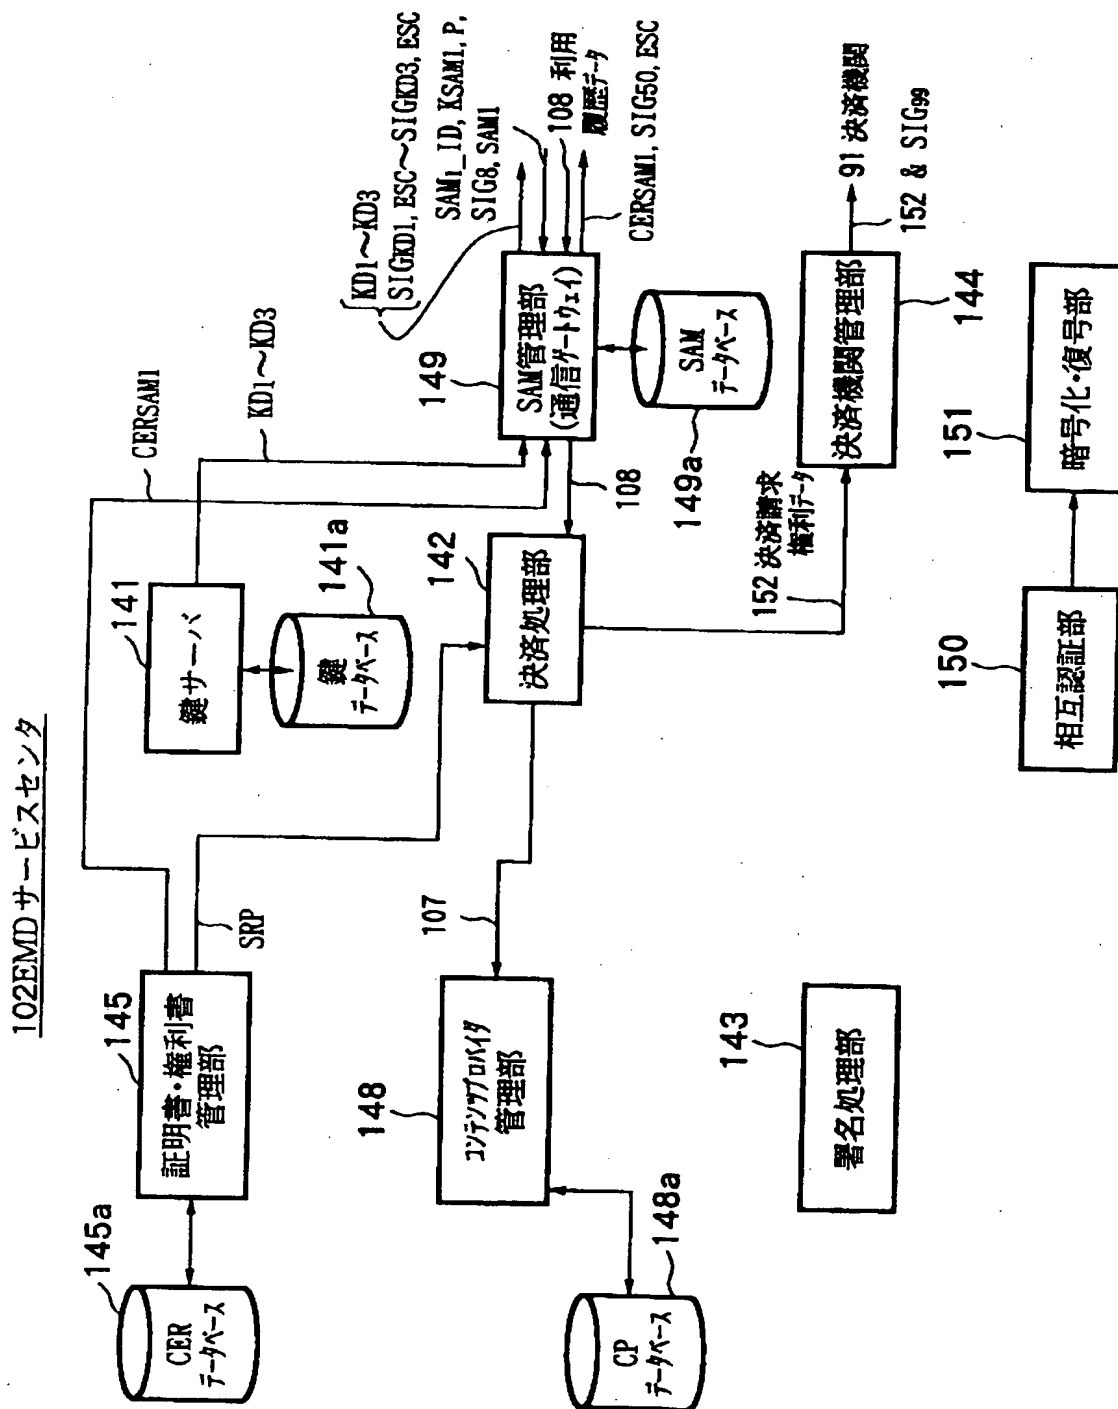 102EMDサービスセンタ
145a
CER
データベース
145
証明書・権利書
管理部
SRP
CERSAM1
141
鍵サーバ
141a
鍵
データベース
KD1〜KD3
KD1〜KD3
SIGKD1, ESC〜SIGKD3, ESC
SAM1_ID, KSAM1, P,
SIG8, SAM1
108 利用
履歴データ
CERSAM1, SIG50, ESC
149
SAM管理部
(通信ゲートウェイ)
149a
SAM
データベース
108
142
決済処理部
107
148
コンテンツプロバイダ
管理部
148a
CP
データベース
152 決済請求
権利データ
決済機関管理部
144
91 決済機関
152 & SIG99
143
署名処理部
150
相互認証部
151
暗号化・復号部